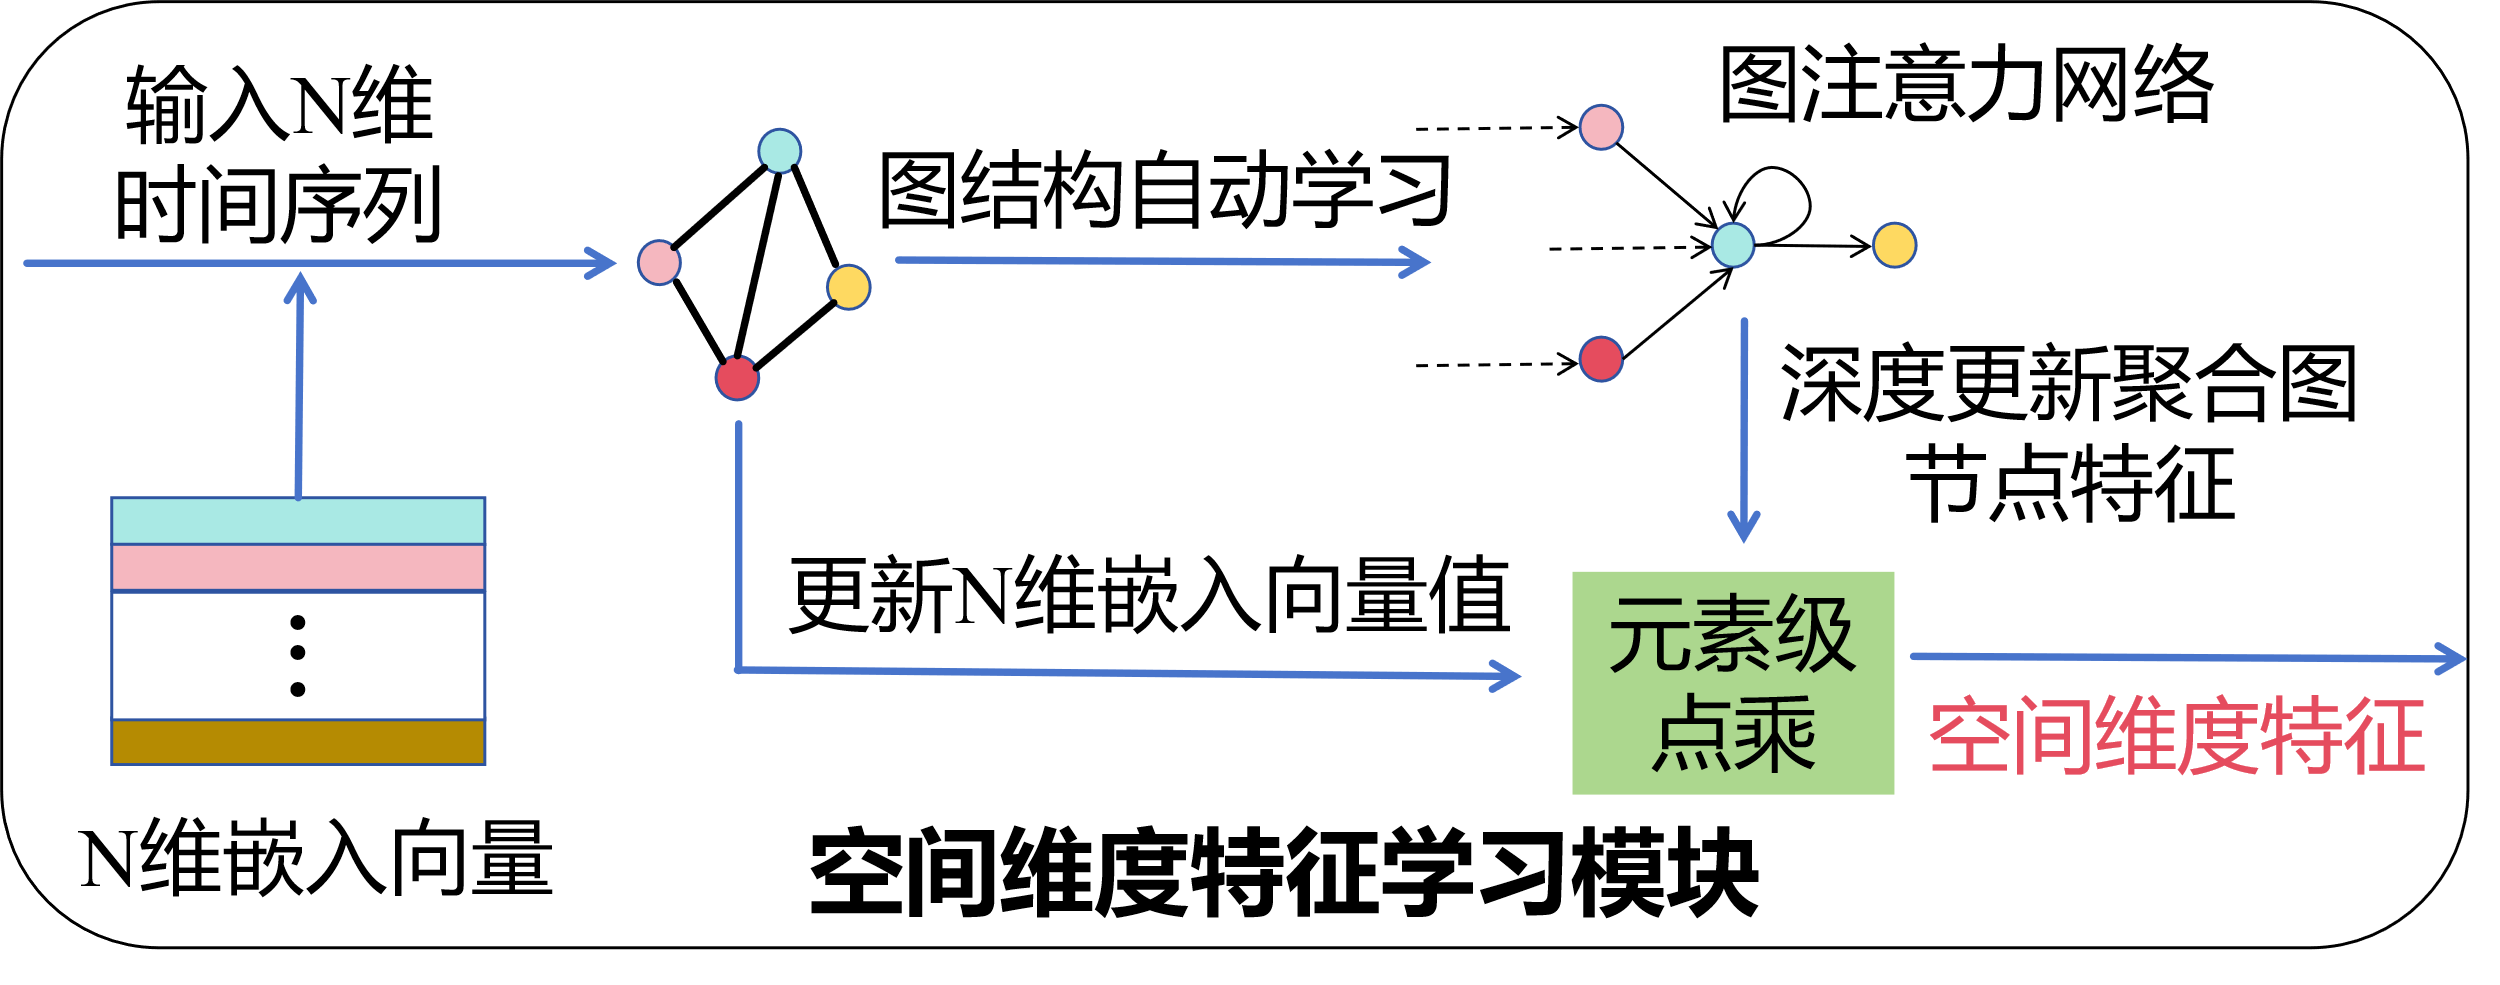 输入N维
时间序列
图结构自动学习
图注意力网络
深度更新聚合图
节点特征
更新N维嵌入向量值
元素级
点乘
空间维度特征
N维嵌入向量
空间维度特征学习模块